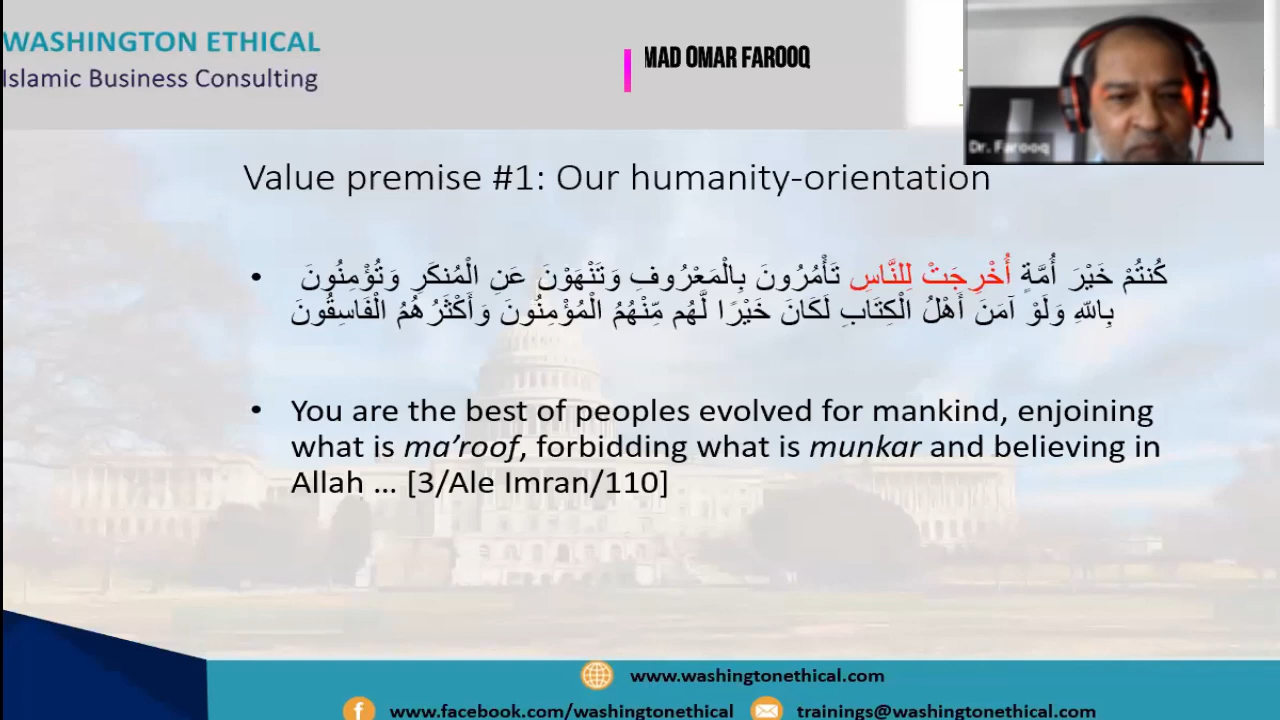 WASHINGTON ETHICAL
Islamic Business Consulting
MAD OMAR FAROOQ
Dr. Farooq
Value premise #1: Our humanity-orientation
• كُنتُمْ خَيْرَ أُمَّةٍ أُخْرِجَتْ لِلنَّاسِ تَأْمُرُونَ بِالْمَعْرُوفِ وَتَنْهَوْنَ عَنِ الْمُنكَرِ وَتُؤْمِنُونَ
بِاللّهِ وَلَوْ آمَنَ أَهْلُ الْكِتَابِ لَكَانَ خَيْرًا لَّهُم مِّنْهُمُ الْمُؤْمِنُونَ وَأَكْثَرُهُمُ الْفَاسِقُونَ
• You are the best of peoples evolved for mankind, enjoining
what is ma’roof, forbidding what is munkar and believing in
Allah ... [3/Ale Imran/110]
www.washingtonethical.com
www.facebook.com/washingtonethical
trainings@washingtonethical.com